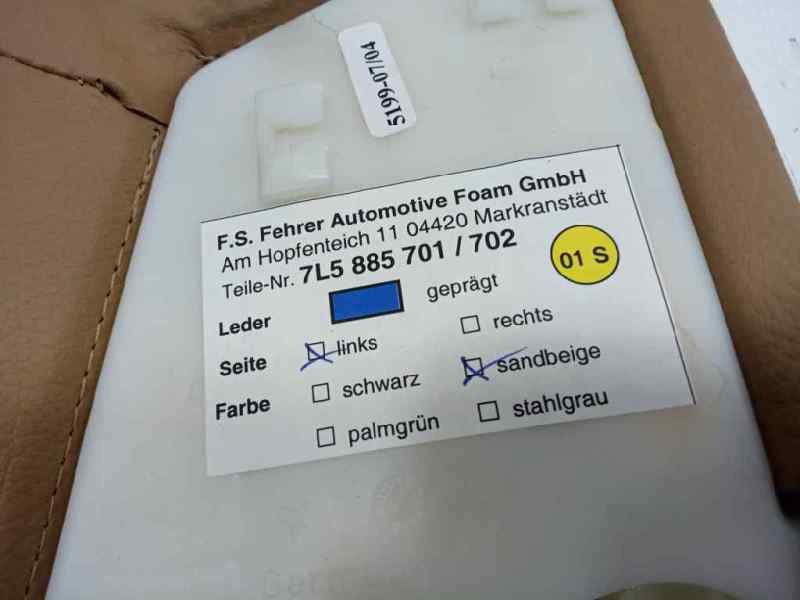 5199-07/04
F.S. Fehrer Automotive Foam GmbH
Am Hopfenteich 11 04420 Markranstädt
Teile-Nr. 7L5 885 701 / 702
01 S
Leder geprägt
Seite links rechts
Farbe schwarz sandbeige
palmgrün stahlgrau